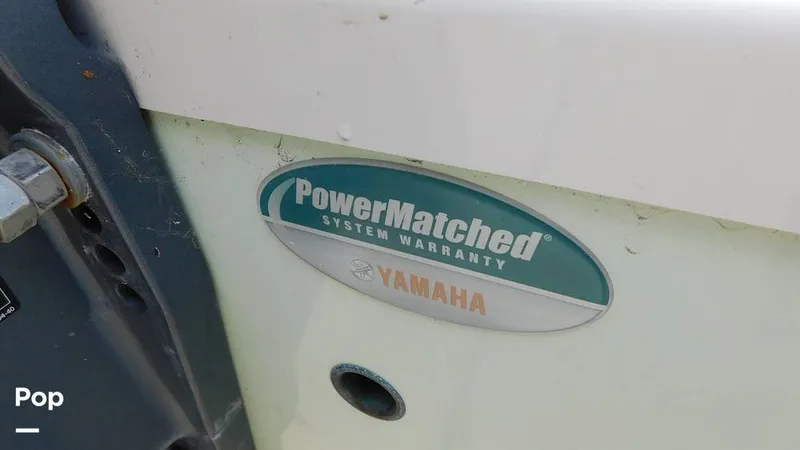 PowerMatched®
SYSTEM WARRANTY
YAMAHA
Pop